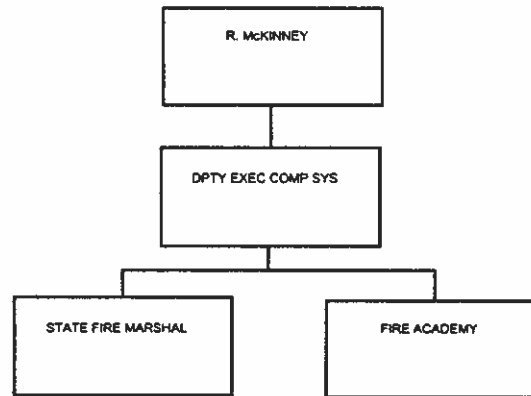 R. McKINNEY
DPTY EXEC COMP SYS
STATE FIRE MARSHAL
FIRE ACADEMY